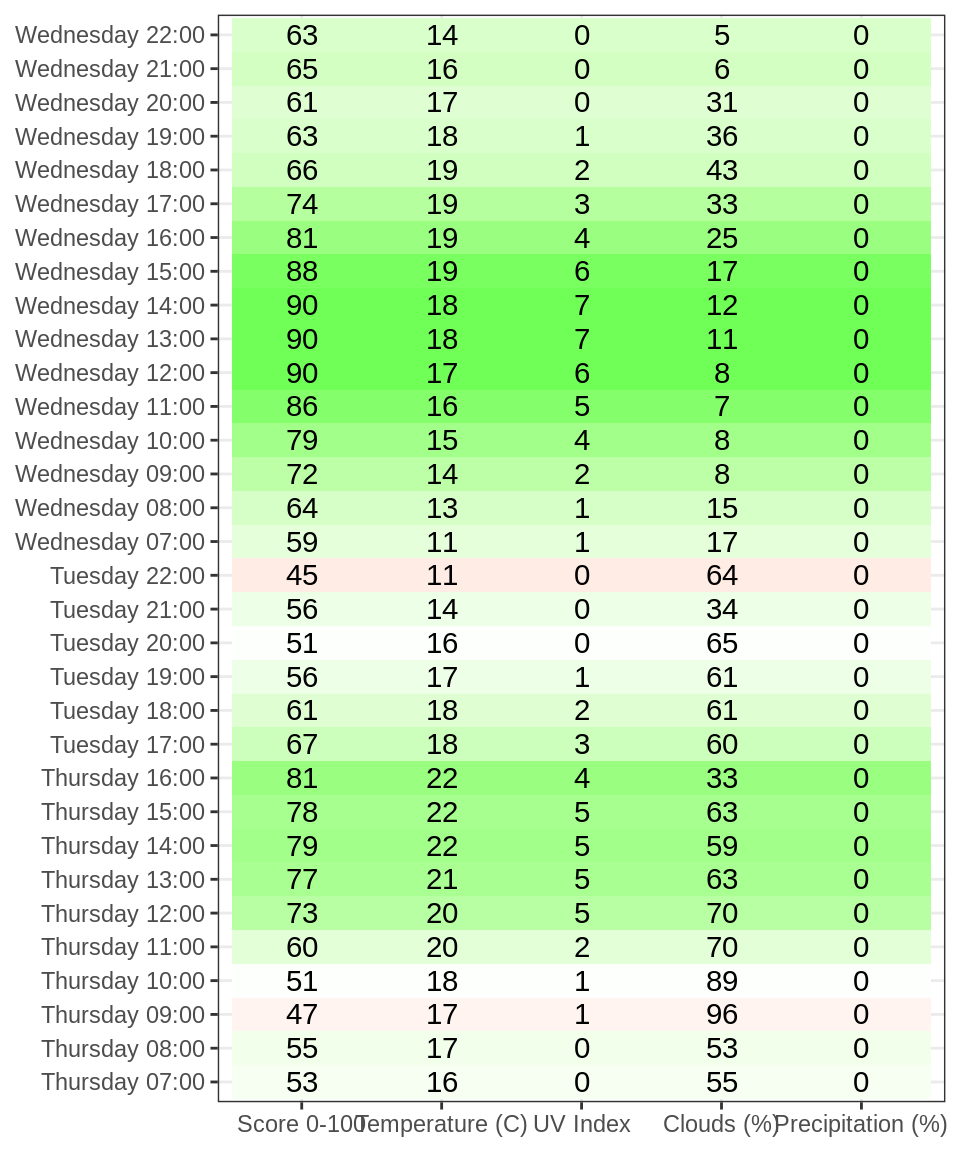 Wednesday 22:00 63 14 0 5 0
Wednesday 21:00 65 16 0 6 0
Wednesday 20:00 61 17 0 31 0
Wednesday 19:00 63 18 1 36 0
Wednesday 18:00 66 19 2 43 0
Wednesday 17:00 74 19 3 33 0
Wednesday 16:00 81 19 4 25 0
Wednesday 15:00 88 19 6 17 0
Wednesday 14:00 90 18 7 12 0
Wednesday 13:00 90 18 7 11 0
Wednesday 12:00 90 17 6 8 0
Wednesday 11:00 86 16 5 7 0
Wednesday 10:00 79 15 4 8 0
Wednesday 09:00 72 14 2 8 0
Wednesday 08:00 64 13 1 15 0
Wednesday 07:00 59 11 1 17 0
Tuesday 22:00 45 11 0 64 0
Tuesday 21:00 56 14 0 34 0
Tuesday 20:00 51 16 0 65 0
Tuesday 19:00 56 17 1 61 0
Tuesday 18:00 61 18 2 61 0
Tuesday 17:00 67 18 3 60 0
Thursday 16:00 81 22 4 33 0
Thursday 15:00 78 22 5 63 0
Thursday 14:00 79 22 5 59 0
Thursday 13:00 77 21 5 63 0
Thursday 12:00 73 20 5 70 0
Thursday 11:00 60 20 2 70 0
Thursday 10:00 51 18 1 89 0
Thursday 09:00 47 17 1 96 0
Thursday 08:00 55 17 0 53 0
Thursday 07:00 53 16 0 55 0
Score 0-100 Temperature (C) UV Index Clouds (%) Precipitation (%)